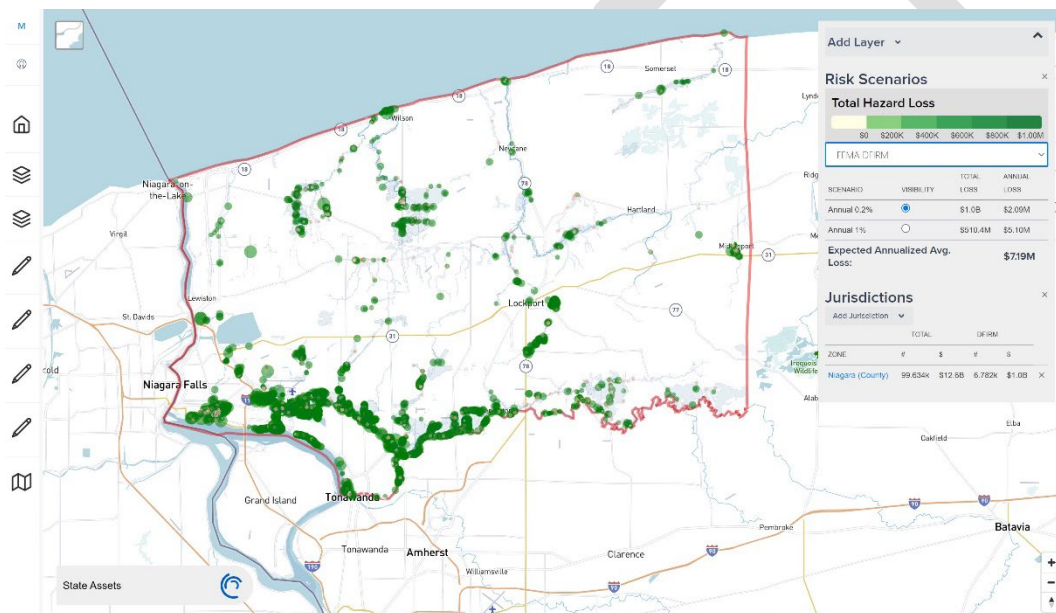 M
Add Layer
Risk Scenarios
×
Total Hazard Loss
$0 $200K $400K $600K $800K $1.00M
FEMA DFIRM
SCENARIO VISIBILITY TOTAL LOSS ANNUAL LOSS
Annual 0.2% $1.0B $2.09M
Annual 1% $510.4M $5.10M
Expected Annualized Avg. Loss: $7.19M
Jurisdictions
×
Add Jurisdiction
TOTAL DFIRM
ZONE # $ # $
Niagara (County) 99.634k $12.6B 6.782k $1.0B ×
18
Somerset
18
18
Wilson
18
Newfane
78
18
Niagara-on-the-Lake
Hartland
Virgil
31
Lewiston
Lockport
St. Davids
77
31
78
Niagara Falls
Elba
Oakfield
Grand Island
Tonawanda
90
90
Pembroke
Batavia
Tonawanda
Amherst
Clarence
90
190
Williamsville
State Assets
+
−